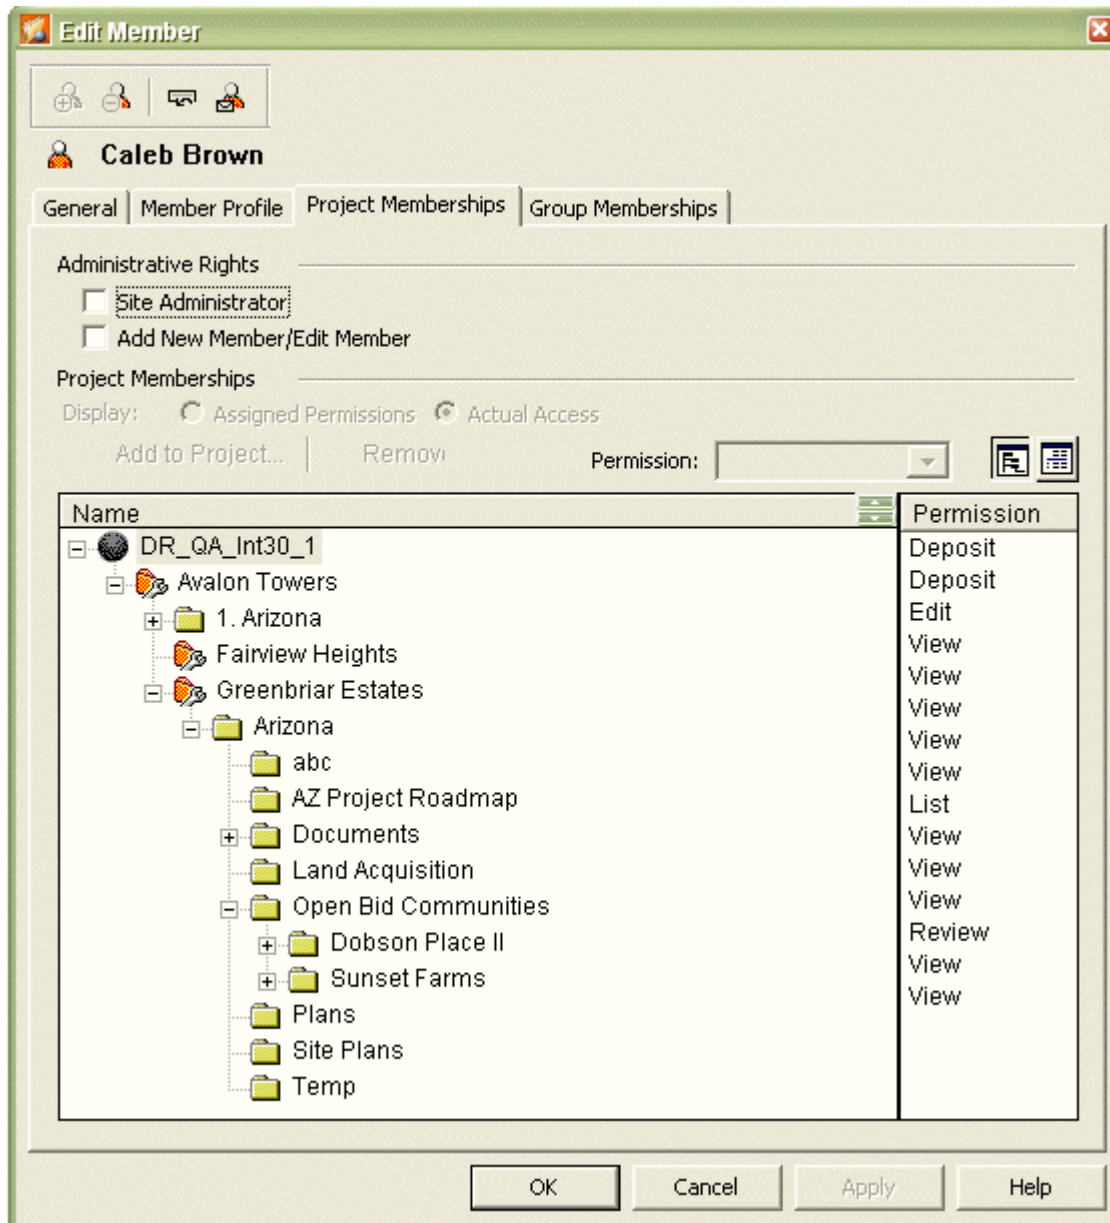 Edit Member
Caleb Brown
General Member Profile Project Memberships Group Memberships
Administrative Rights
Site Administrator
Add New Member/Edit Member
Project Memberships
Display: Assigned Permissions Actual Access
Add to Project... Remov Permission:
Name Permission
DR_QA_Int30_1 Deposit
Avalon Towers Deposit
1. Arizona Edit
Fairview Heights View
Greenbriar Estates View
Arizona View
abc View
AZ Project Roadmap View
Documents List
Land Acquisition View
Open Bid Communities View
Dobson Place II View
Sunset Farms Review
Plans View
Site Plans View
Temp
OK Cancel Apply Help